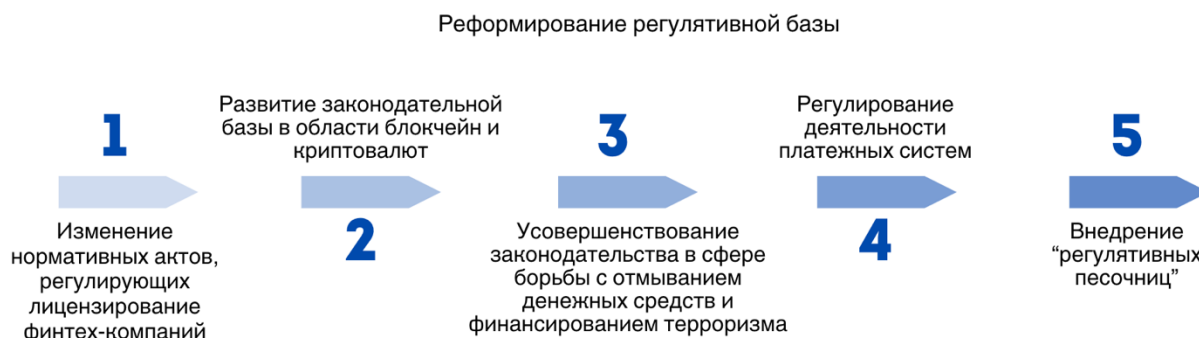 Реформирование регулятивной базы
1
Изменение
нормативных актов,
регулирующих
лицензирование
финтех-компаний
Развитие законодательной
базы в области блокчейн и
криптовалют
2
3
Усовершенствование
законодательства в сфере
борьбы с отмыванием
денежных средств и
финансированием терроризма
Регулирование
деятельности
платежных систем
4
5
Внедрение
“регулятивных
песочниц”